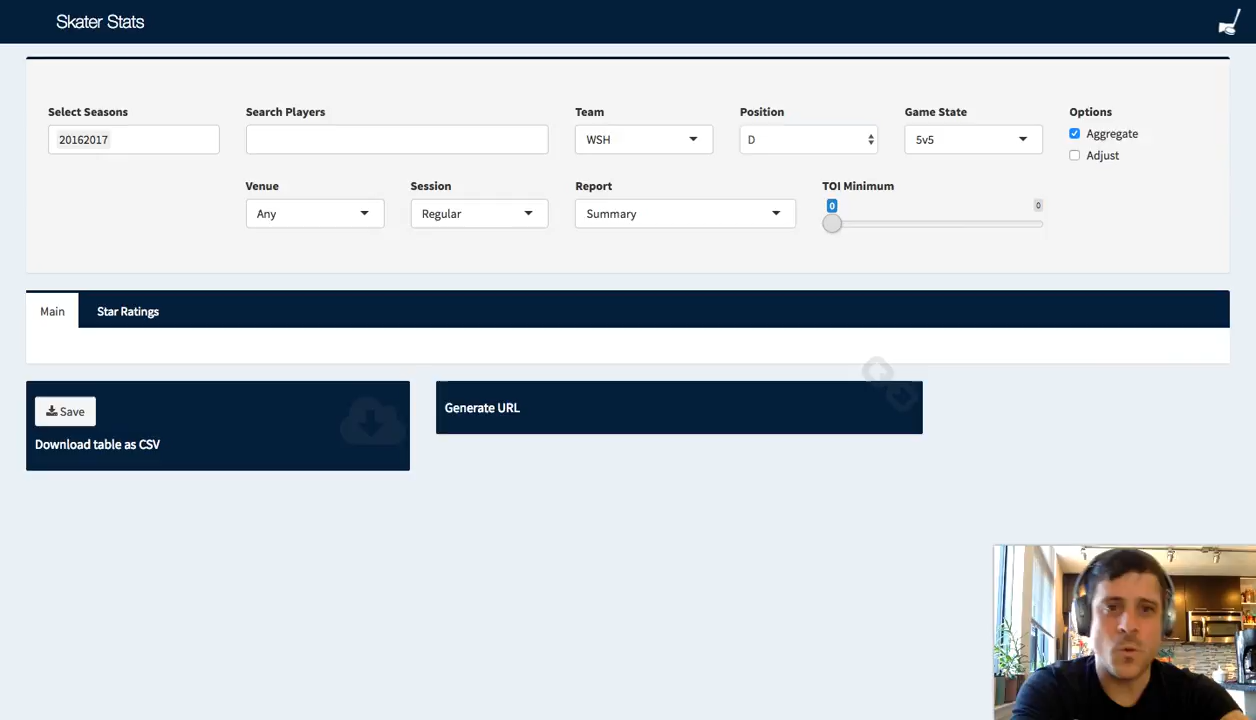 Skater Stats
Select Seasons
20162017
Search Players
Team
WSH
Position
D
Game State
5v5
Options
Aggregate
Adjust
Venue
Any
Session
Regular
Report
Summary
TOI Minimum
0
0
Main
Star Ratings
Save
Download table as CSV
Generate URL